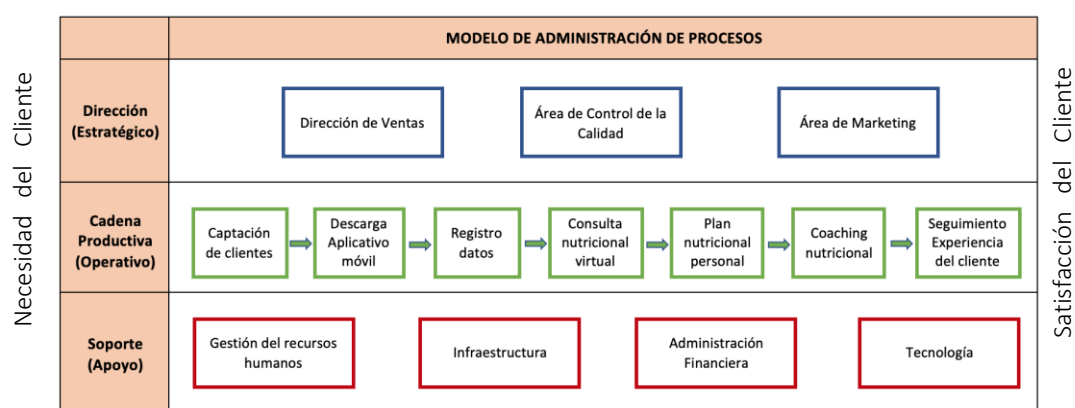 MODELO DE ADMINISTRACIÓN DE PROCESOS
Necesidad del Cliente
Dirección
(Estratégico)
Dirección de Ventas
Área de Control de la
Calidad
Área de Marketing
Cadena
Productiva
(Operativo)
Captación
de clientes
Descarga
Aplicativo
móvil
Registro
datos
Consulta
nutricional
virtual
Plan
nutricional
personal
Coaching
nutricional
Seguimiento
Experiencia
del cliente
Soporte
(Apoyo)
Gestión del recursos
humanos
Infraestructura
Administración
Financiera
Tecnología
Satisfacción del Cliente